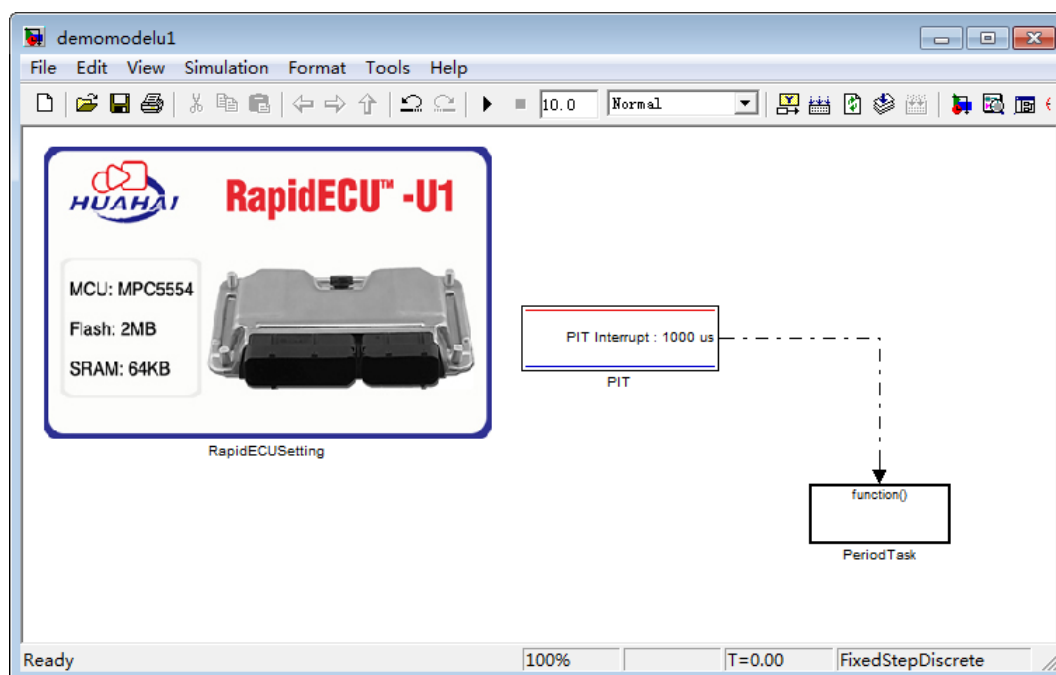 demomodelu1
File Edit View Simulation Format Tools Help
10.0 Normal
HUAHAI
RapidECU™ -U1
MCU: MPC5554
Flash: 2MB
SRAM: 64KB
RapidECUSetting
PIT Interrupt : 1000 us
PIT
function()
PeriodTask
Ready 100% T=0.00 FixedStepDiscrete